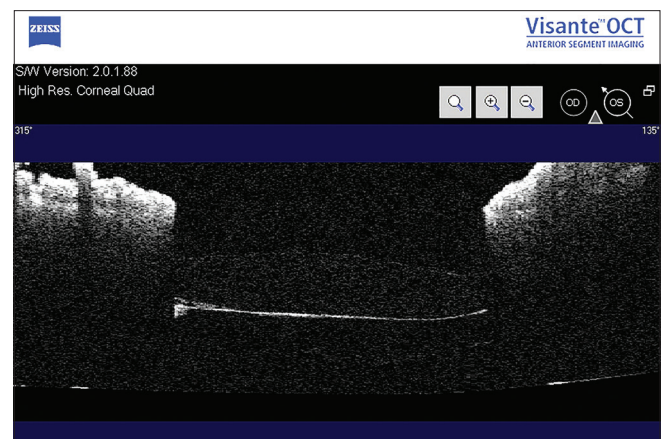 ZEISS
Visante™ OCT
ANTERIOR SEGMENT IMAGING
S/W Version: 2.0.1.88
High Res. Corneal Quad
OD
OS
315°
135°